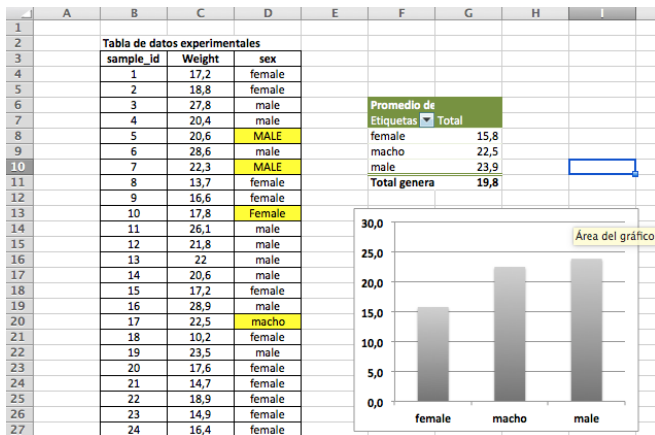 A B C D E F G H I
1
2 Tabla de datos experimentales
3 sample_id Weight sex
4 1 17,2 female
5 2 18,8 female
6 3 27,8 male Promedio de
7 4 20,4 male Etiquetas Total
8 5 20,6 MALE female 15,8
9 6 28,6 male macho 22,5
10 7 22,3 MALE male 23,9
11 8 13,7 female Total genera 19,8
12 9 16,6 female
13 10 17,8 Female
14 11 26,1 male 30,0
15 12 21,8 male Área del gráfico
16 13 22 male 25,0
17 14 20,6 male
18 15 17,2 female 20,0
19 16 28,9 male
20 17 22,5 macho 15,0
21 18 10,2 female
22 19 23,5 male 10,0
23 20 17,6 female
24 21 14,7 female 5,0
25 22 18,9 female 0,0
26 23 14,9 female female macho male
27 24 16,4 female